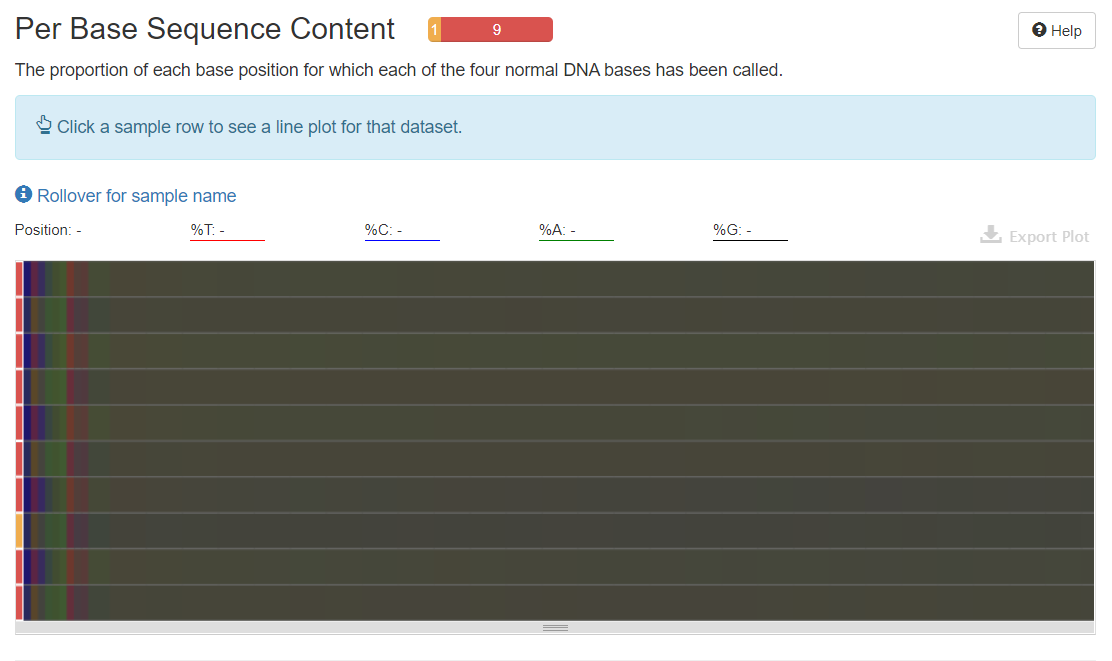 Per Base Sequence Content 1 9
Help
The proportion of each base position for which each of the four normal DNA bases has been called.
Click a sample row to see a line plot for that dataset.
Rollover for sample name
Position: - %T: - %C: - %A: - %G: -
Export Plot